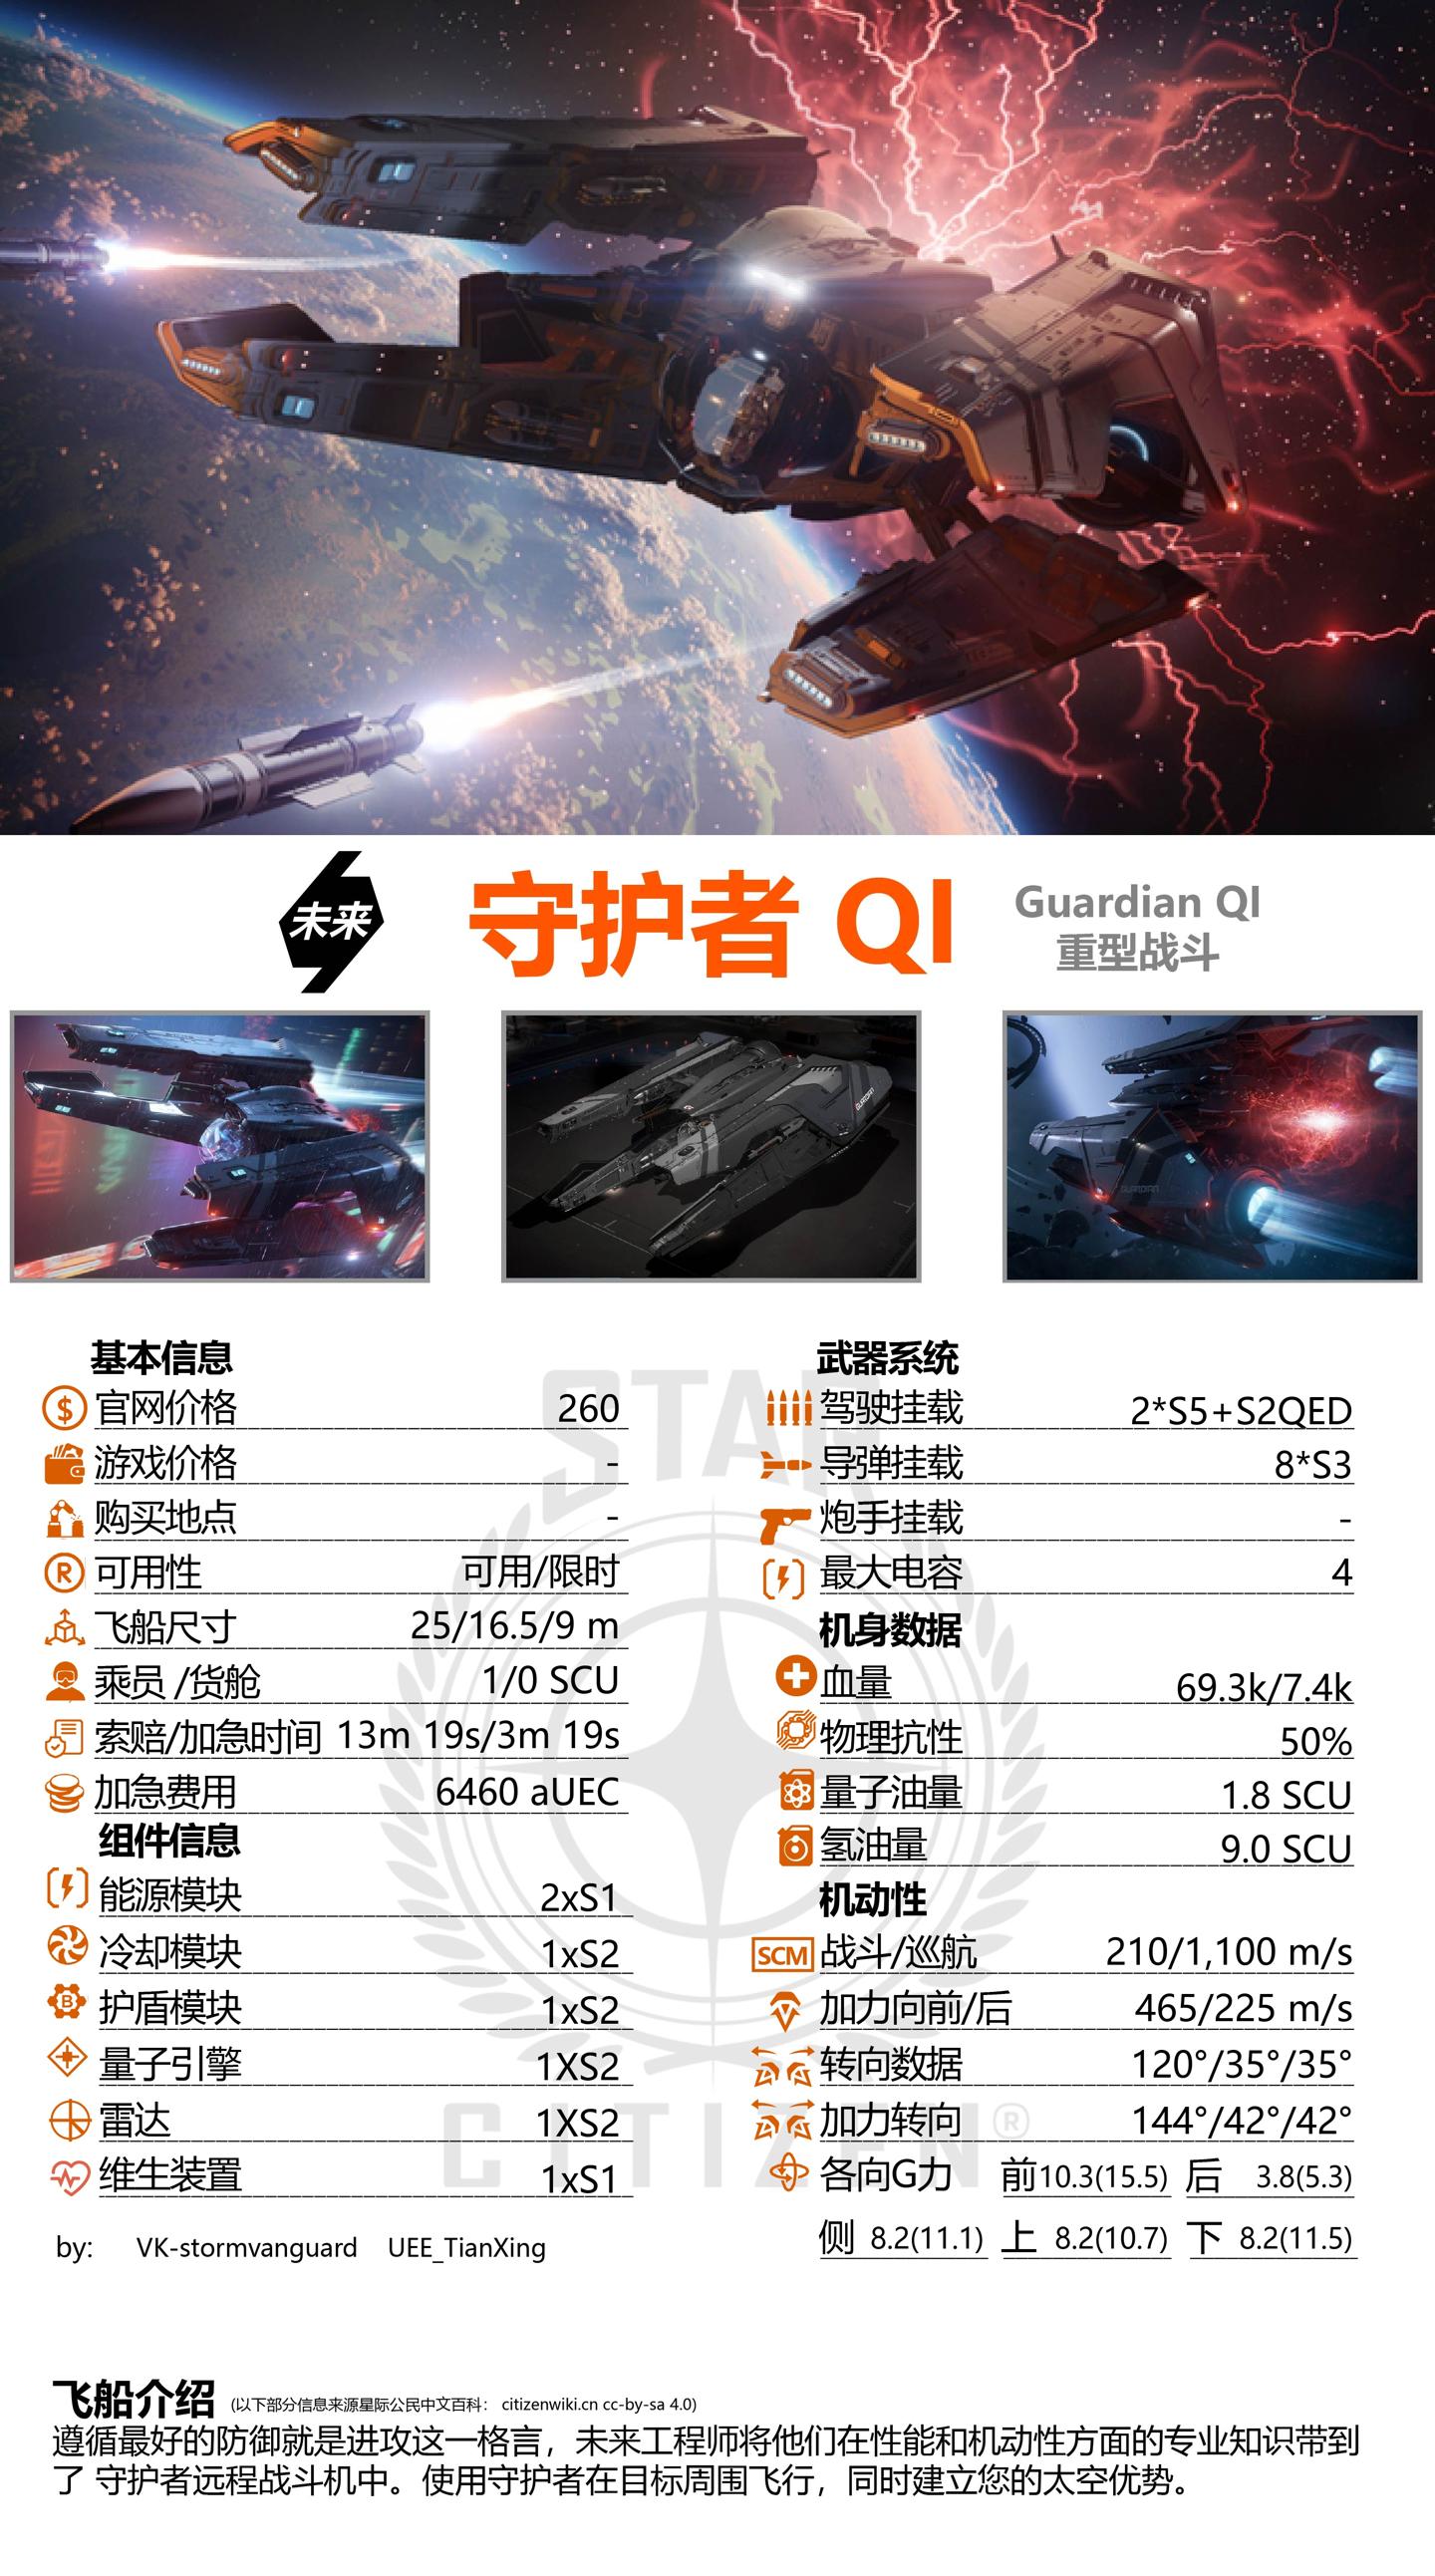 未来
守护者 QI
Guardian QI
重型战斗
GUARDIAN
GUARDIAN
STAR
CITIZEN®
基本信息
官网价格 260
游戏价格 -
购买地点 -
可用性 可用/限时
飞船尺寸 25/16.5/9 m
乘员 /货舱 1/0 SCU
索赔/加急时间 13m 19s/3m 19s
加急费用 6460 aUEC
组件信息
能源模块 2xS1
冷却模块 1xS2
护盾模块 1xS2
量子引擎 1XS2
雷达 1XS2
维生装置 1xS1
by: VK-stormvanguard UEE_TianXing
武器系统
驾驶挂载 2*S5+S2QED
导弹挂载 8*S3
炮手挂载 -
最大电容 4
机身数据
血量 69.3k/7.4k
物理抗性 50%
量子油量 1.8 SCU
氢油量 9.0 SCU
机动性
SCM 战斗/巡航 210/1,100 m/s
加力向前/后 465/225 m/s
转向数据 120°/35°/35°
加力转向 144°/42°/42°
各向G力 前10.3(15.5) 后 3.8(5.3)
侧 8.2(11.1) 上 8.2(10.7) 下 8.2(11.5)
飞船介绍 (以下部分信息来源星际公民中文百科： citizenwiki.cn cc-by-sa 4.0)
遵循最好的防御就是进攻这一格言，未来工程师将他们在性能和机动性方面的专业知识带到
了 守护者远程战斗机中。使用守护者在目标周围飞行，同时建立您的太空优势。